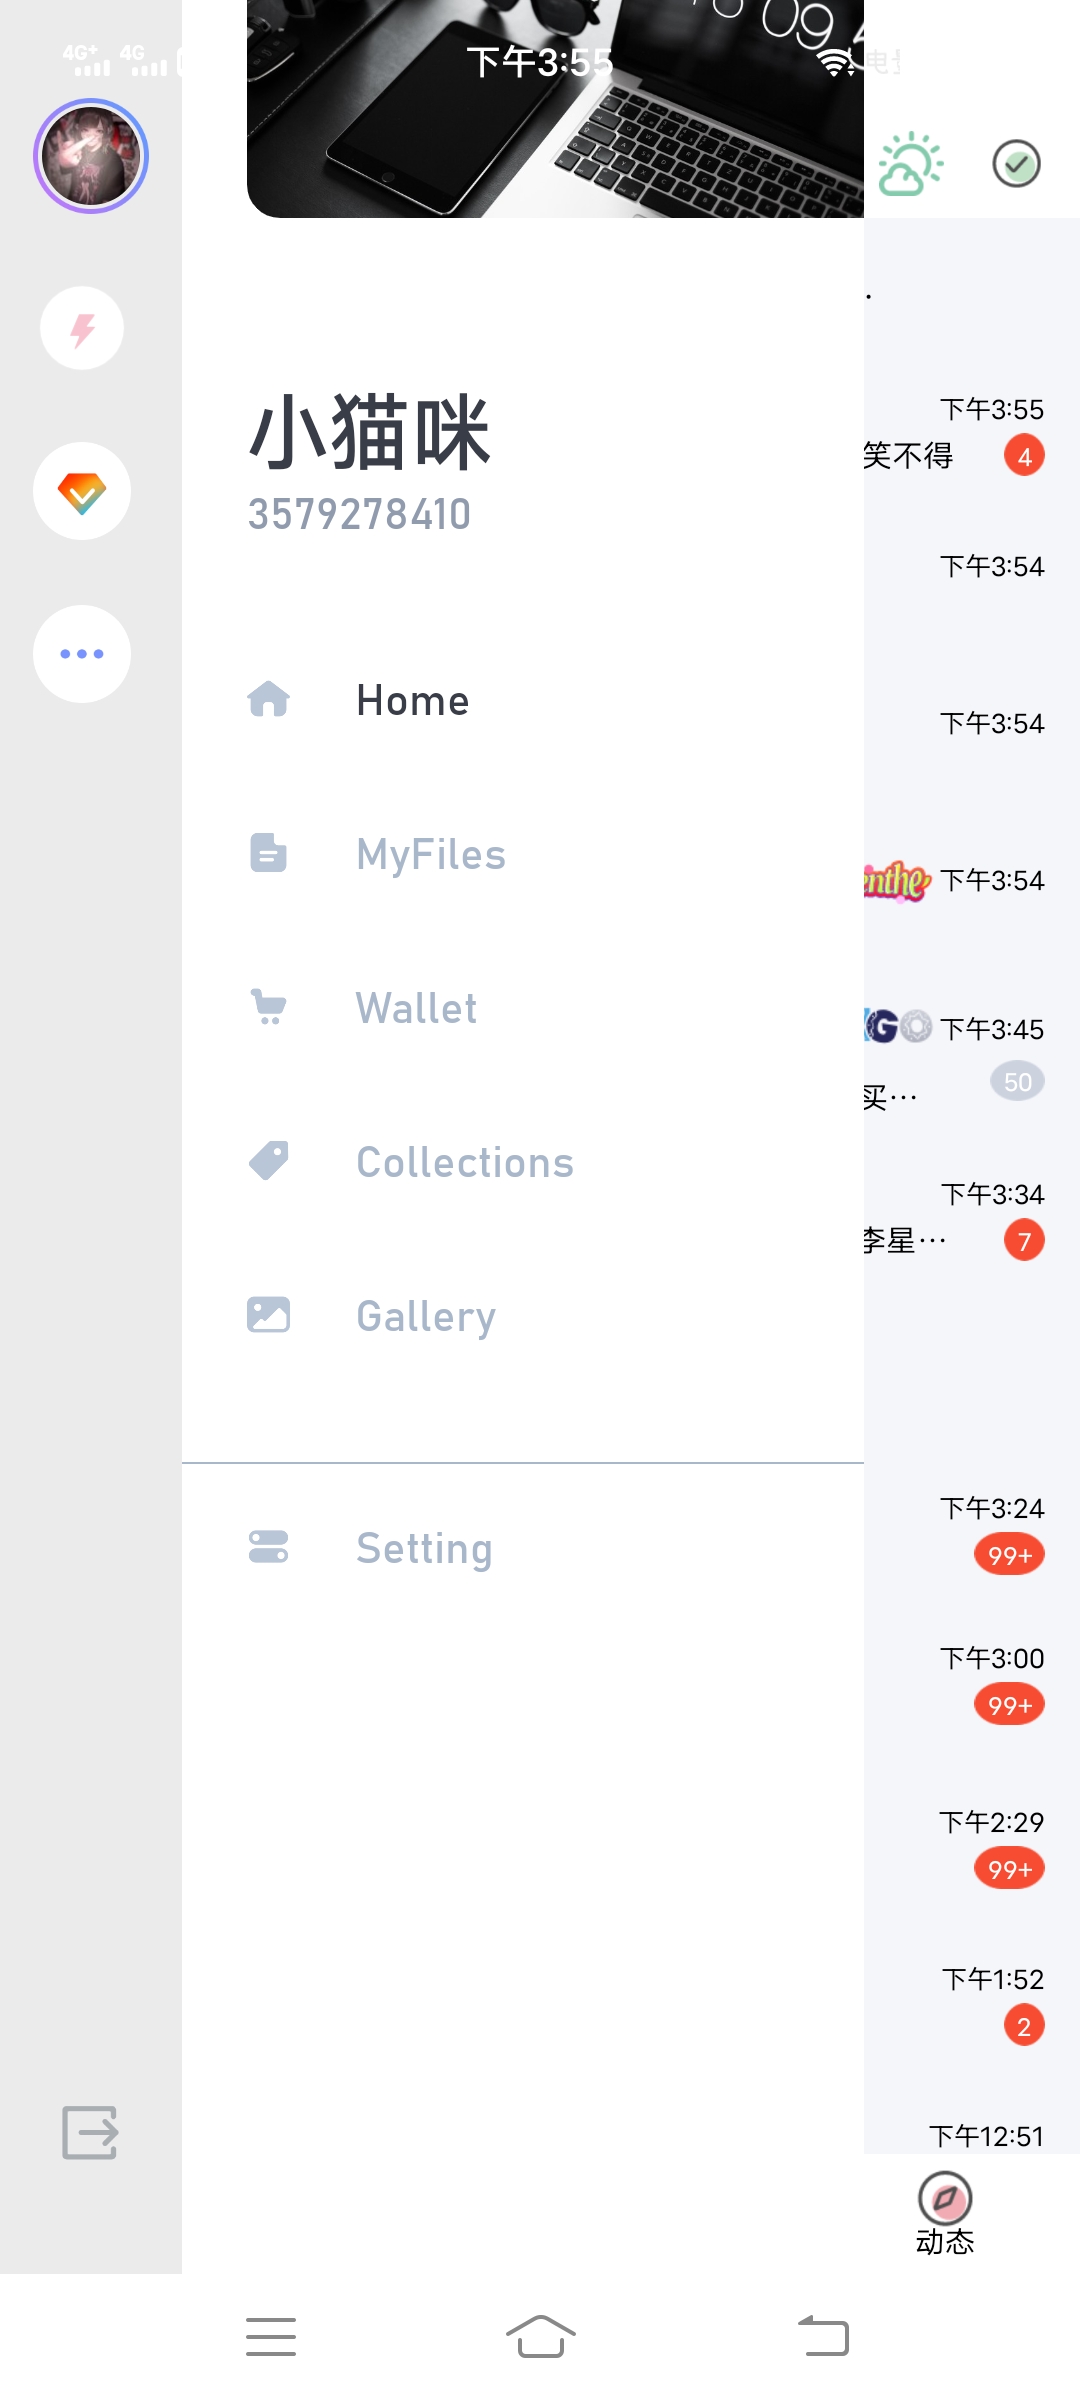 4G+ 4G
下午3:55
09
.
小猫咪
3579278410
下午3:55
笑不得
4
下午3:54
Home
下午3:54
MyFiles
enthe
下午3:54
Wallet
G
下午3:45
50
买…
Collections
下午3:34
李星…
7
Gallery
下午3:24
99+
Setting
下午3:00
99+
下午2:29
99+
下午1:52
2
下午12:51
动态